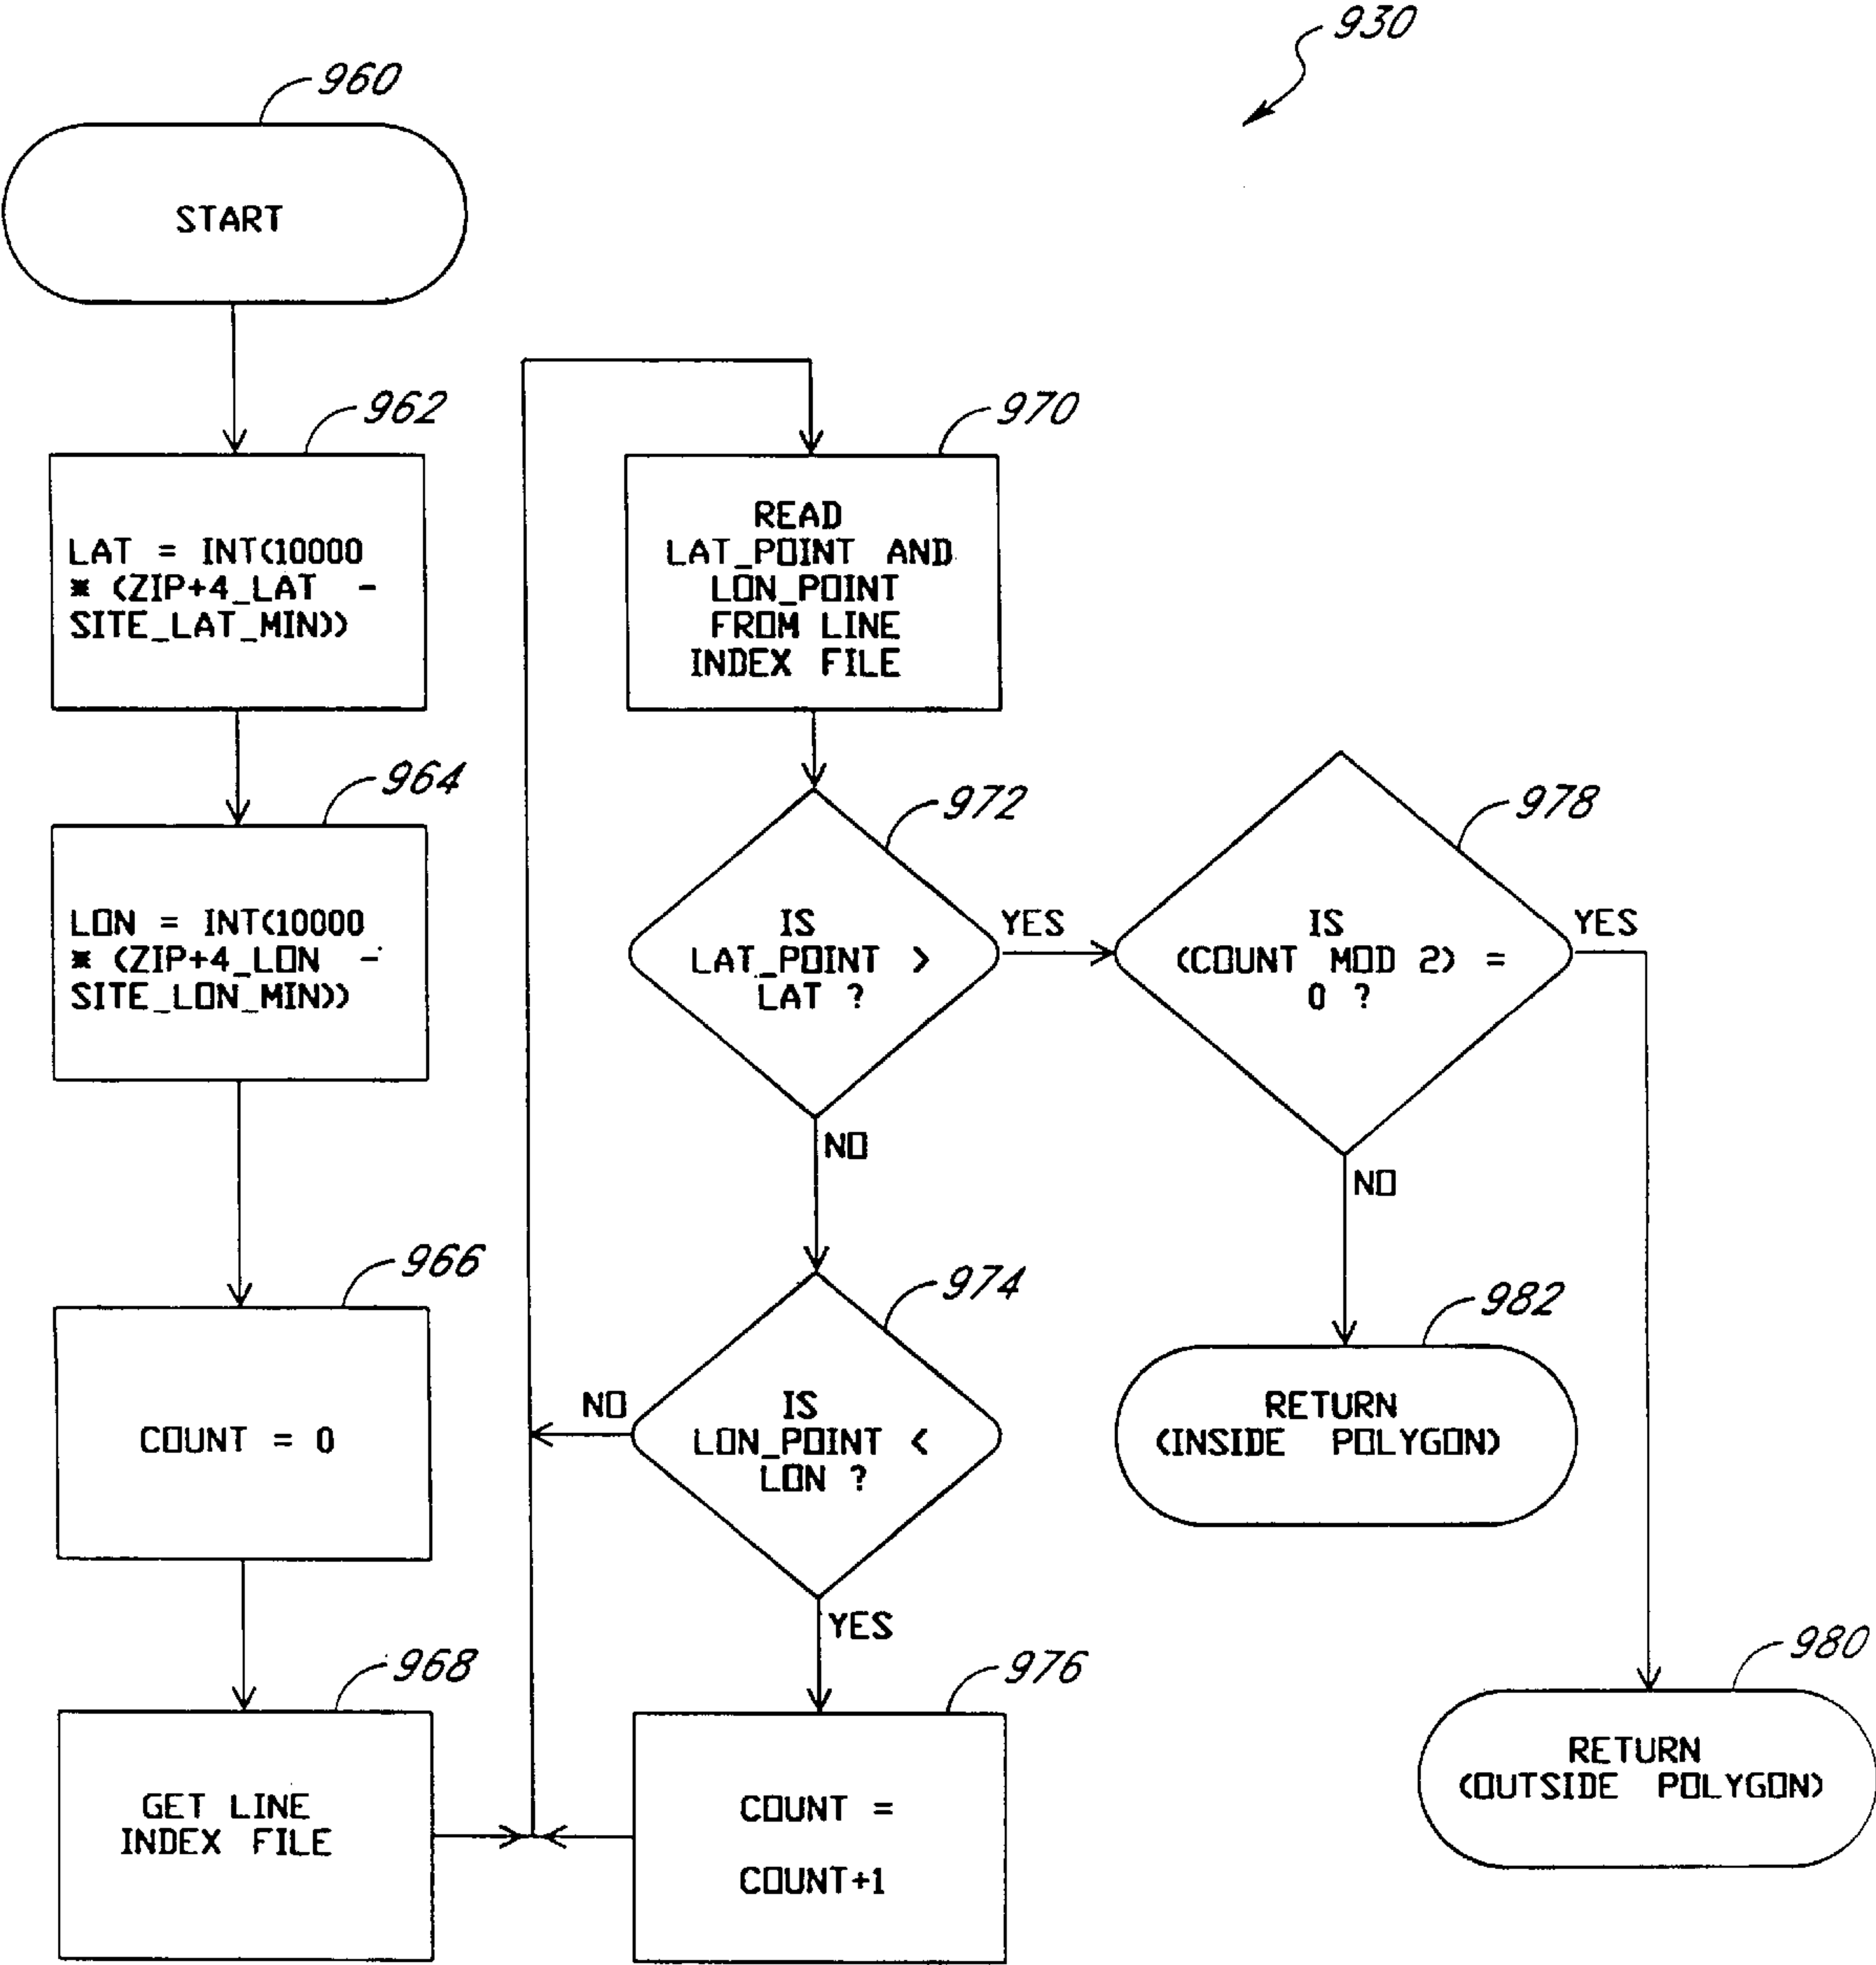 930
960
START
962
LAT = INT(10000
* (ZIP+4_LAT -
SITE_LAT_MIN))
964
LON = INT(10000
* (ZIP+4_LON -
SITE_LON_MIN))
966
COUNT = 0
968
GET LINE
INDEX FILE
970
READ
LAT_POINT AND
LON_POINT
FROM LINE
INDEX FILE
972
IS
LAT_POINT >
LAT ?
YES
NO
974
IS
LON_POINT <
LON ?
NO
YES
976
COUNT =
COUNT+1
978
IS
(COUNT MOD 2) =
0 ?
YES
NO
982
RETURN
(INSIDE POLYGON)
980
RETURN
(OUTSIDE POLYGON)